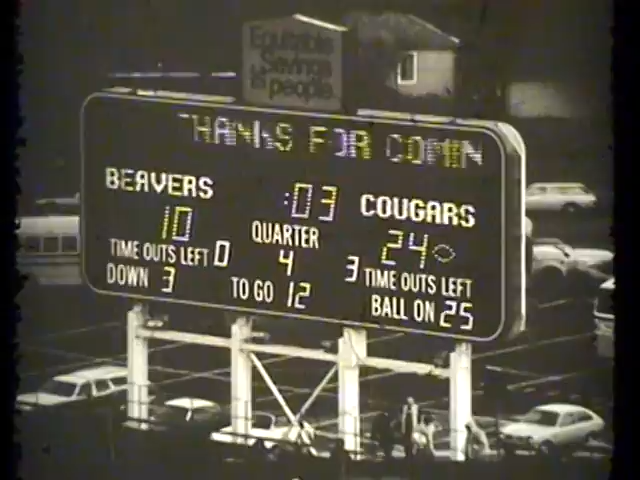 Equitable
Savings
is people
THANKS FOR COMIN
BEAVERS :03 COUGARS
10 QUARTER 24
TIME OUTS LEFT 0 4 3 TIME OUTS LEFT
DOWN 3 TO GO 12 BALL ON 25